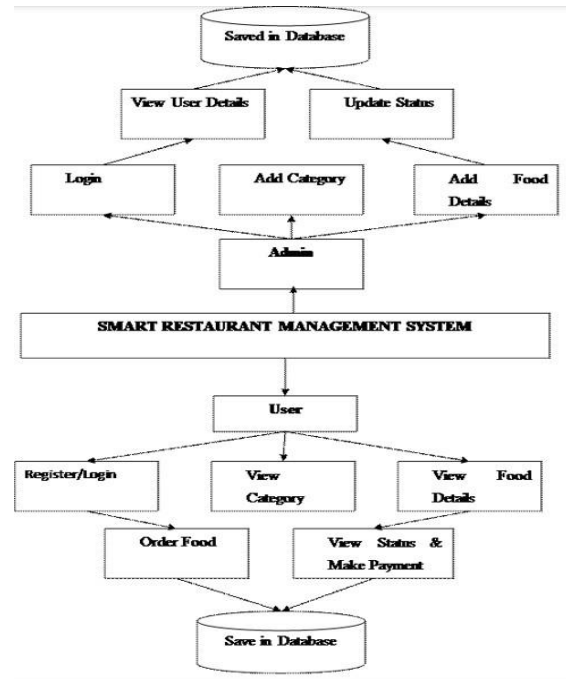 Saved in Database
View User Details
Update Status
Login
Add Category
Add Food
Details
Admin
SMART RESTAURANT MANAGEMENT SYSTEM
User
Register/Login
View
Category
View Food
Details
Order Food
View Status &
Make Payment
Save in Database